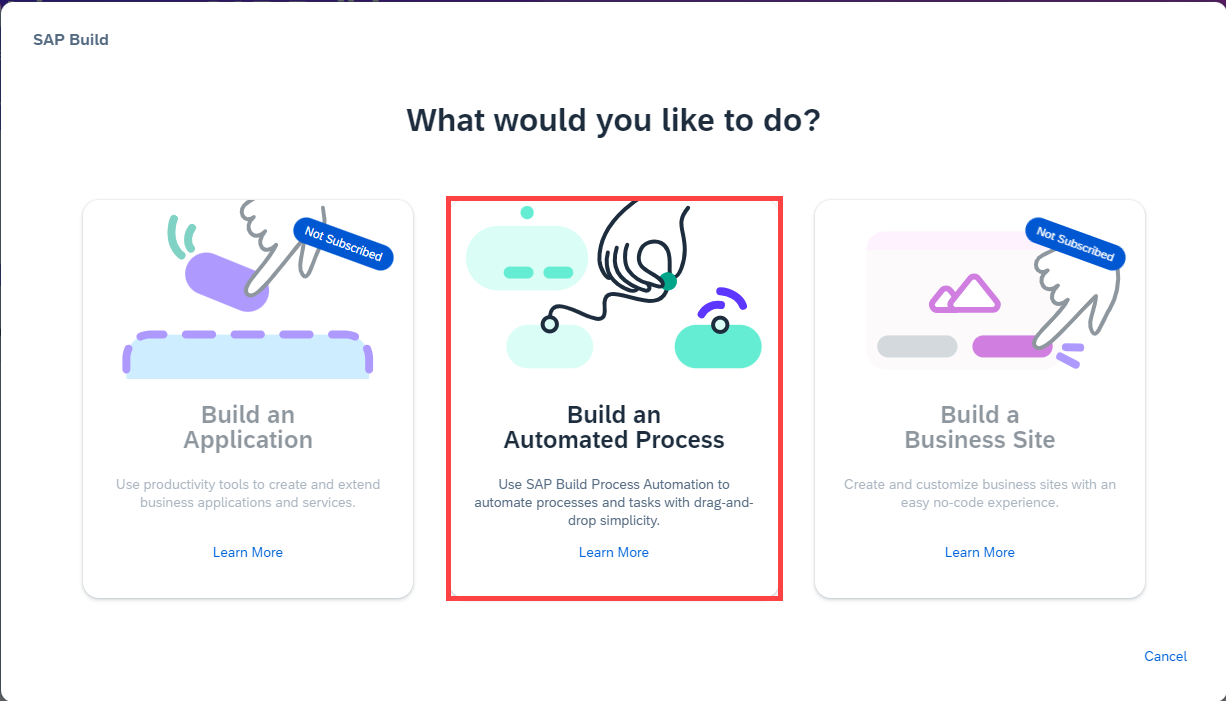 SAP Build
What would you like to do?
Not Subscribed
Build an
Application
Use productivity tools to create and extend
business applications and services.
Learn More
Build an
Automated Process
Use SAP Build Process Automation to
automate processes and tasks with drag-and-
drop simplicity.
Learn More
Not Subscribed
Build a
Business Site
Create and customize business sites with an
easy no-code experience.
Learn More
Cancel